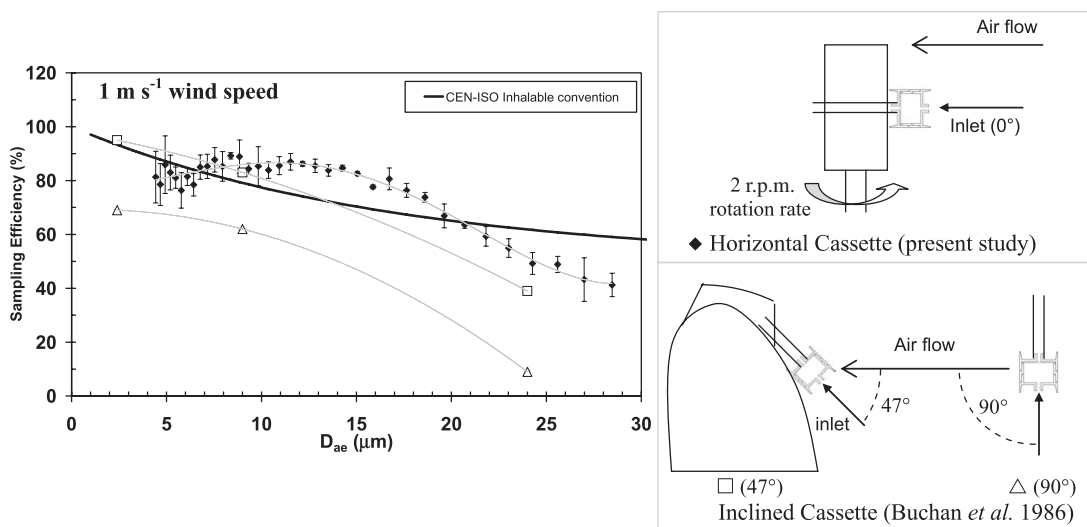 1 m s⁻¹ wind speed
CEN-ISO Inhalable convention
Sampling Efficiency (%)
120
100
80
60
40
20
0
0
5
10
15
20
25
30
Dae (μm)
Air flow
Inlet (0°)
2 r.p.m.
rotation rate
◆ Horizontal Cassette (present study)
Air flow
47°
90°
inlet
□ (47°)
△ (90°)
Inclined Cassette (Buchan et al. 1986)